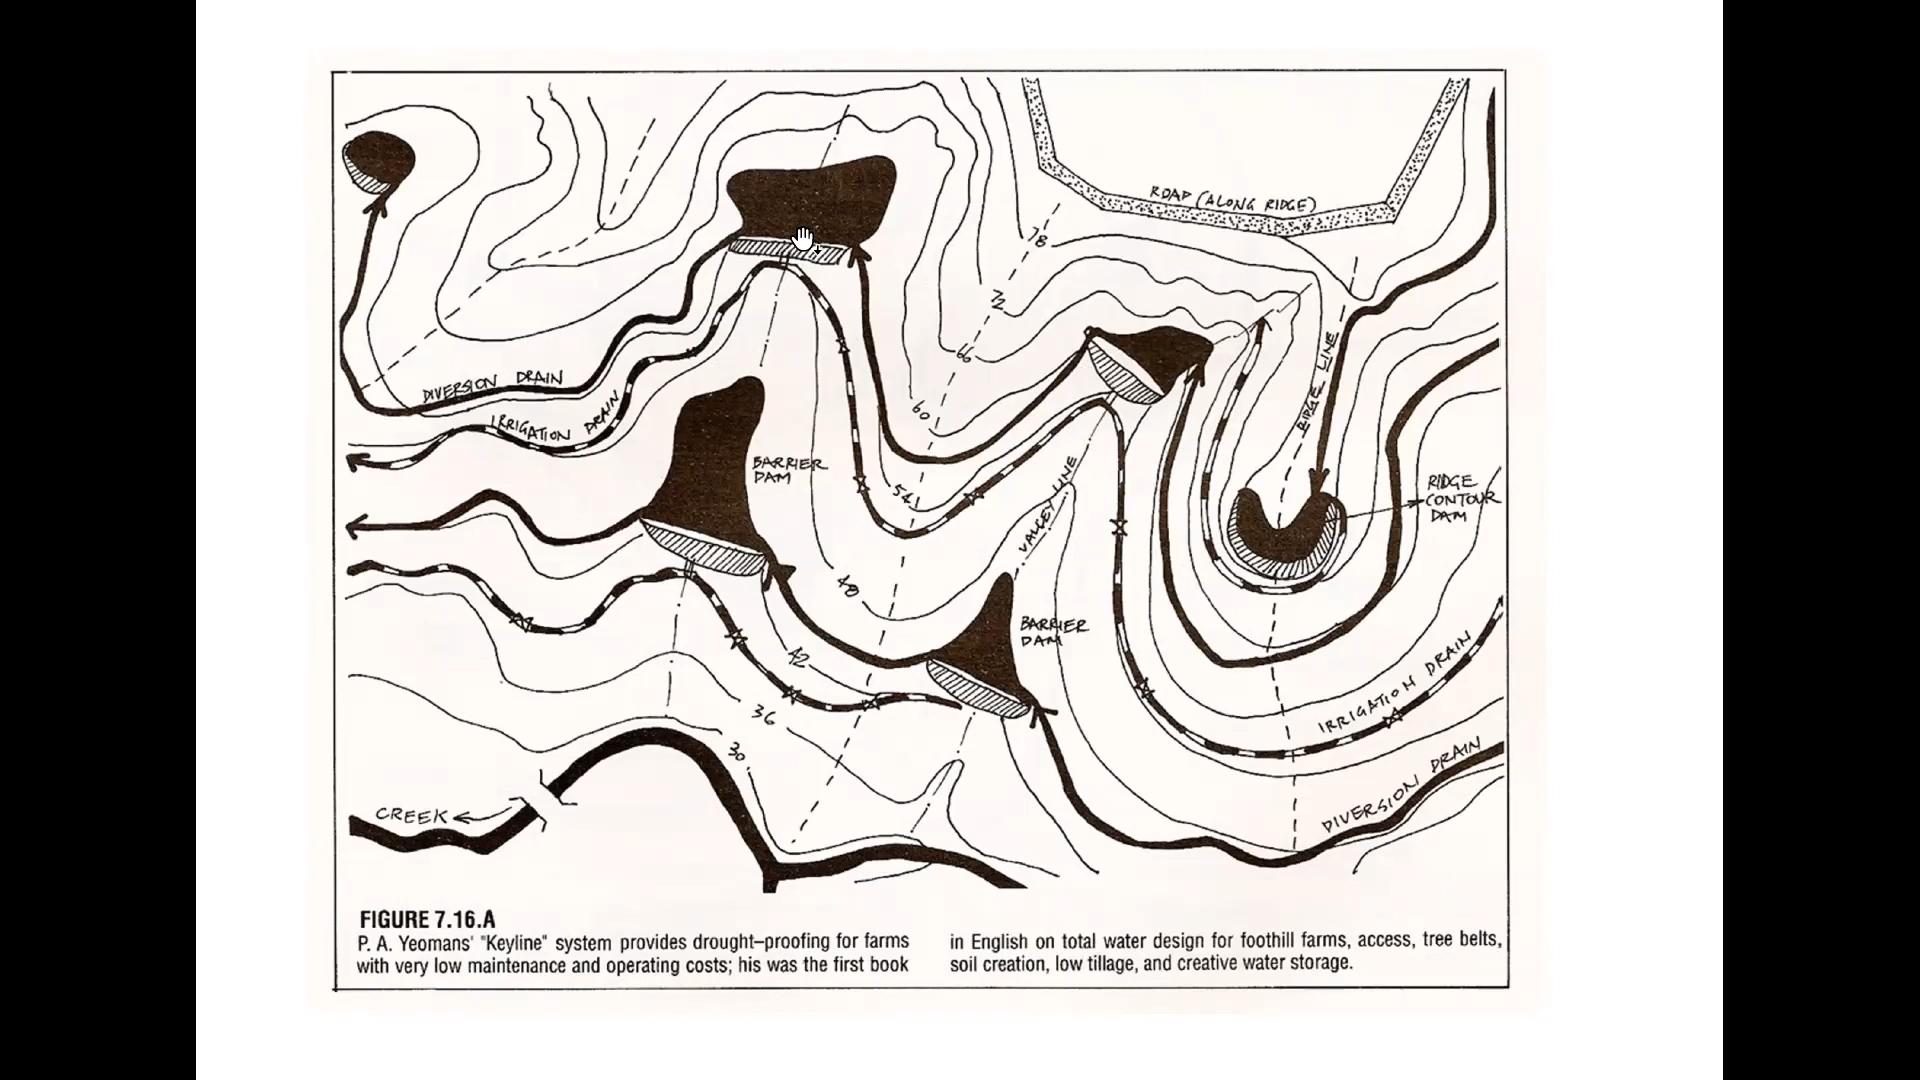 ROAD (ALONG RIDGE)
78
72
66
RIDGE LINE
DIVERSION DRAIN
60
IRRIGATION DRAIN
BARRIER
DAM
54
VALLEY LINE
RIDGE
CONTOUR
DAM
48
BARRIER
DAM
42
IRRIGATION DRAIN
36
30
DIVERSION DRAIN
CREEK
FIGURE 7.16.A
P. A. Yeomans' "Keyline" system provides drought–proofing for farms
with very low maintenance and operating costs; his was the first book
in English on total water design for foothill farms, access, tree belts,
soil creation, low tillage, and creative water storage.